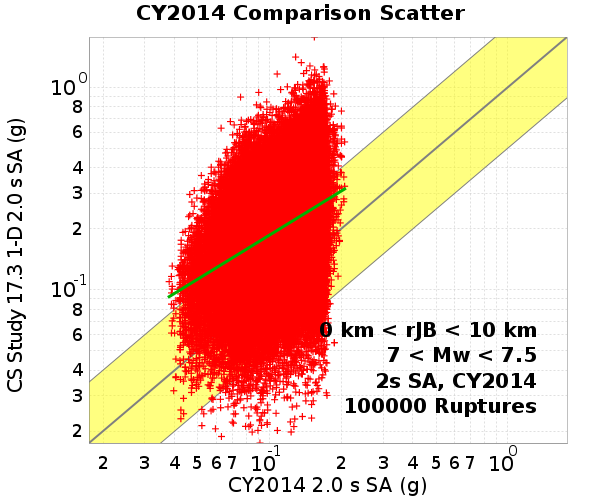 CY2014 Comparison Scatter
CS Study 17.3 1-D 2.0 s SA (g)
10^0
8
6
4
3
2
10^-1
8
6
4
3
2
0 km < rJB < 10 km
7 < Mw < 7.5
2s SA, CY2014
100000 Ruptures
2 3 4 5 6 7 10^-1 2 3 4 5 6 7 10^0
CY2014 2.0 s SA (g)